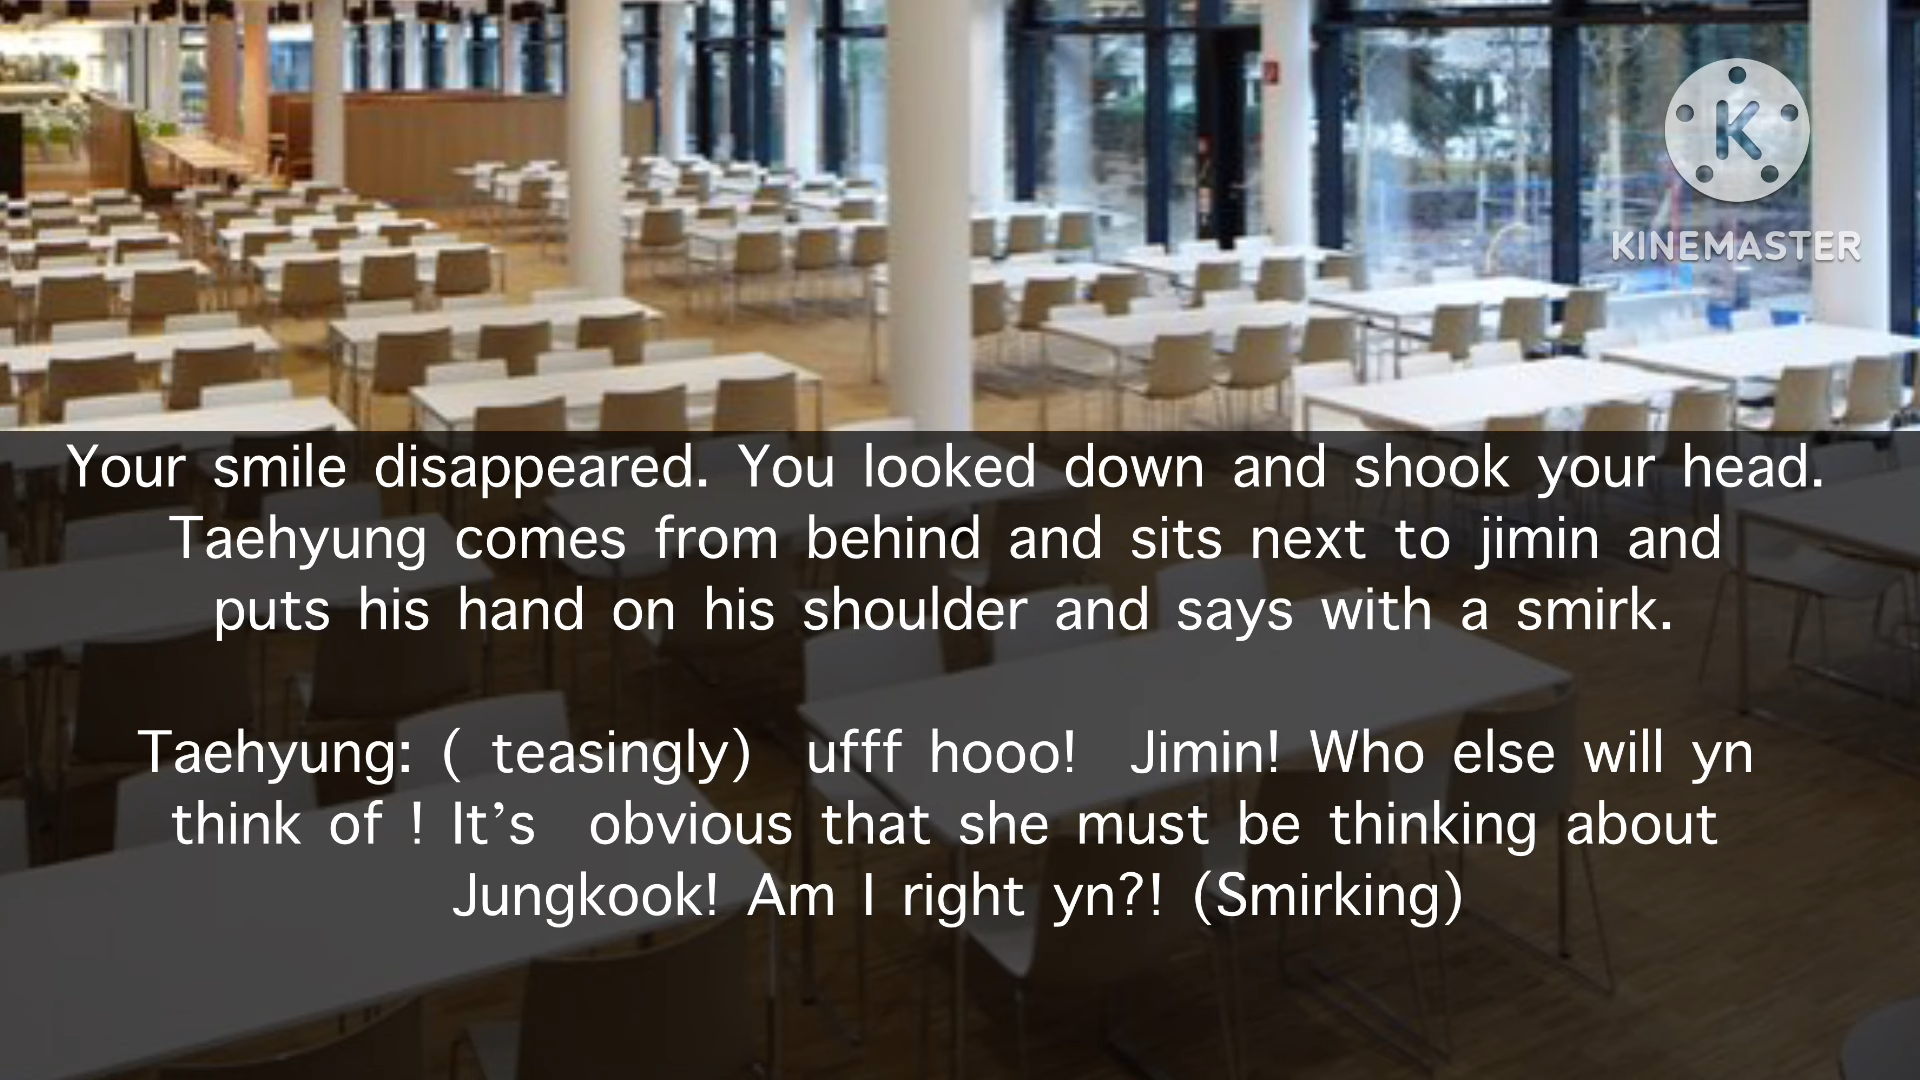 KINEMASTER
Your smile disappeared. You looked down and shook your head.
Taehyung comes from behind and sits next to jimin and
puts his hand on his shoulder and says with a smirk.
Taehyung: ( teasingly) ufff hooo! Jimin! Who else will yn
think of ! It’s obvious that she must be thinking about
Jungkook! Am I right yn?! (Smirking)